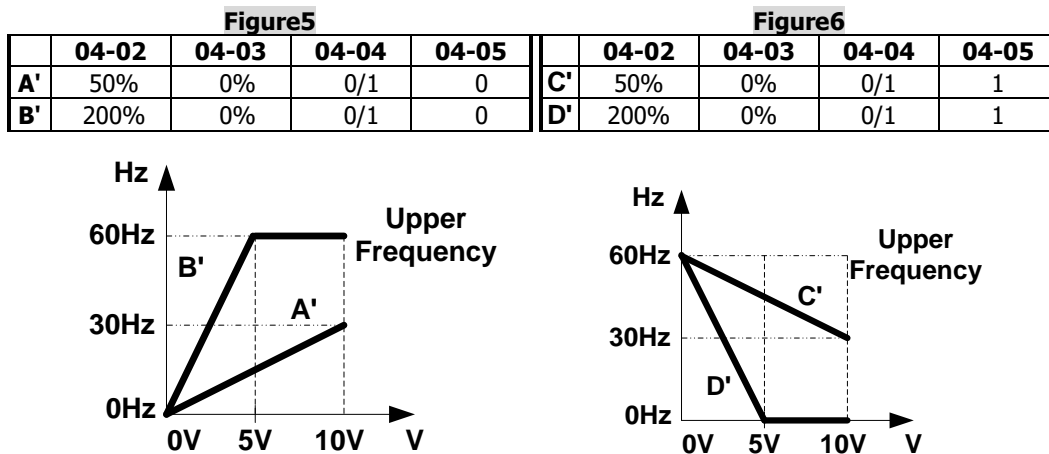 Figure5
04-02 04-03 04-04 04-05
A' 50% 0% 0/1 0
B' 200% 0% 0/1 0
Figure6
04-02 04-03 04-04 04-05
C' 50% 0% 0/1 1
D' 200% 0% 0/1 1
Hz
60Hz
Upper
Frequency
B'
A'
30Hz
0Hz
0V 5V 10V V
Hz
60Hz
Upper
Frequency
C'
30Hz
D'
0Hz
0V 5V 10V V